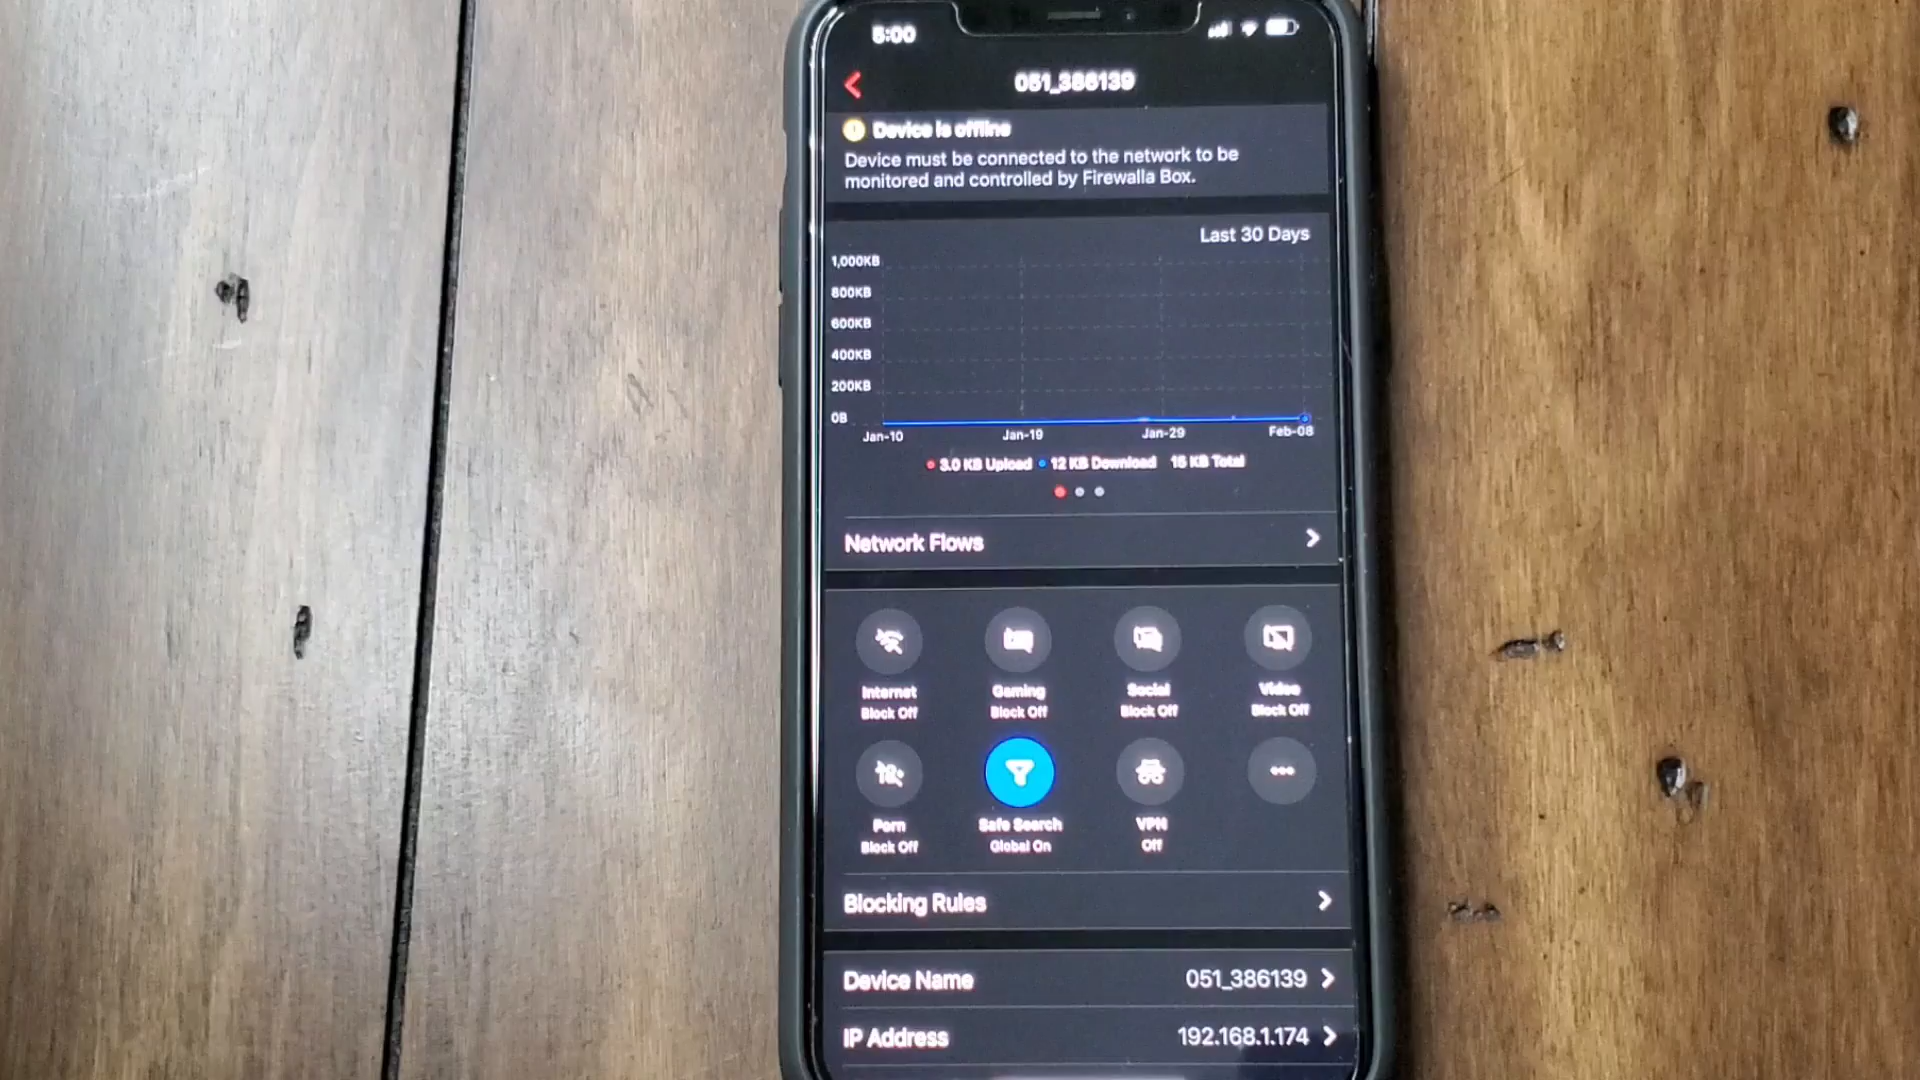 5:00
051_386139
Device is offline
Device must be connected to the network to be
monitored and controlled by Firewalla Box.
Last 30 Days
1,000KB
800KB
600KB
400KB
200KB
0B
Jan-10 Jan-19 Jan-29 Feb-08
3.0 KB Upload 12 KB Download 15 KB Total
Network Flows
Internet Gaming Social Video
Block Off Block Off Block Off Block Off
Porn Safe Search VPN
Block Off Global On Off
Blocking Rules
Device Name 051_386139
IP Address 192.168.1.174